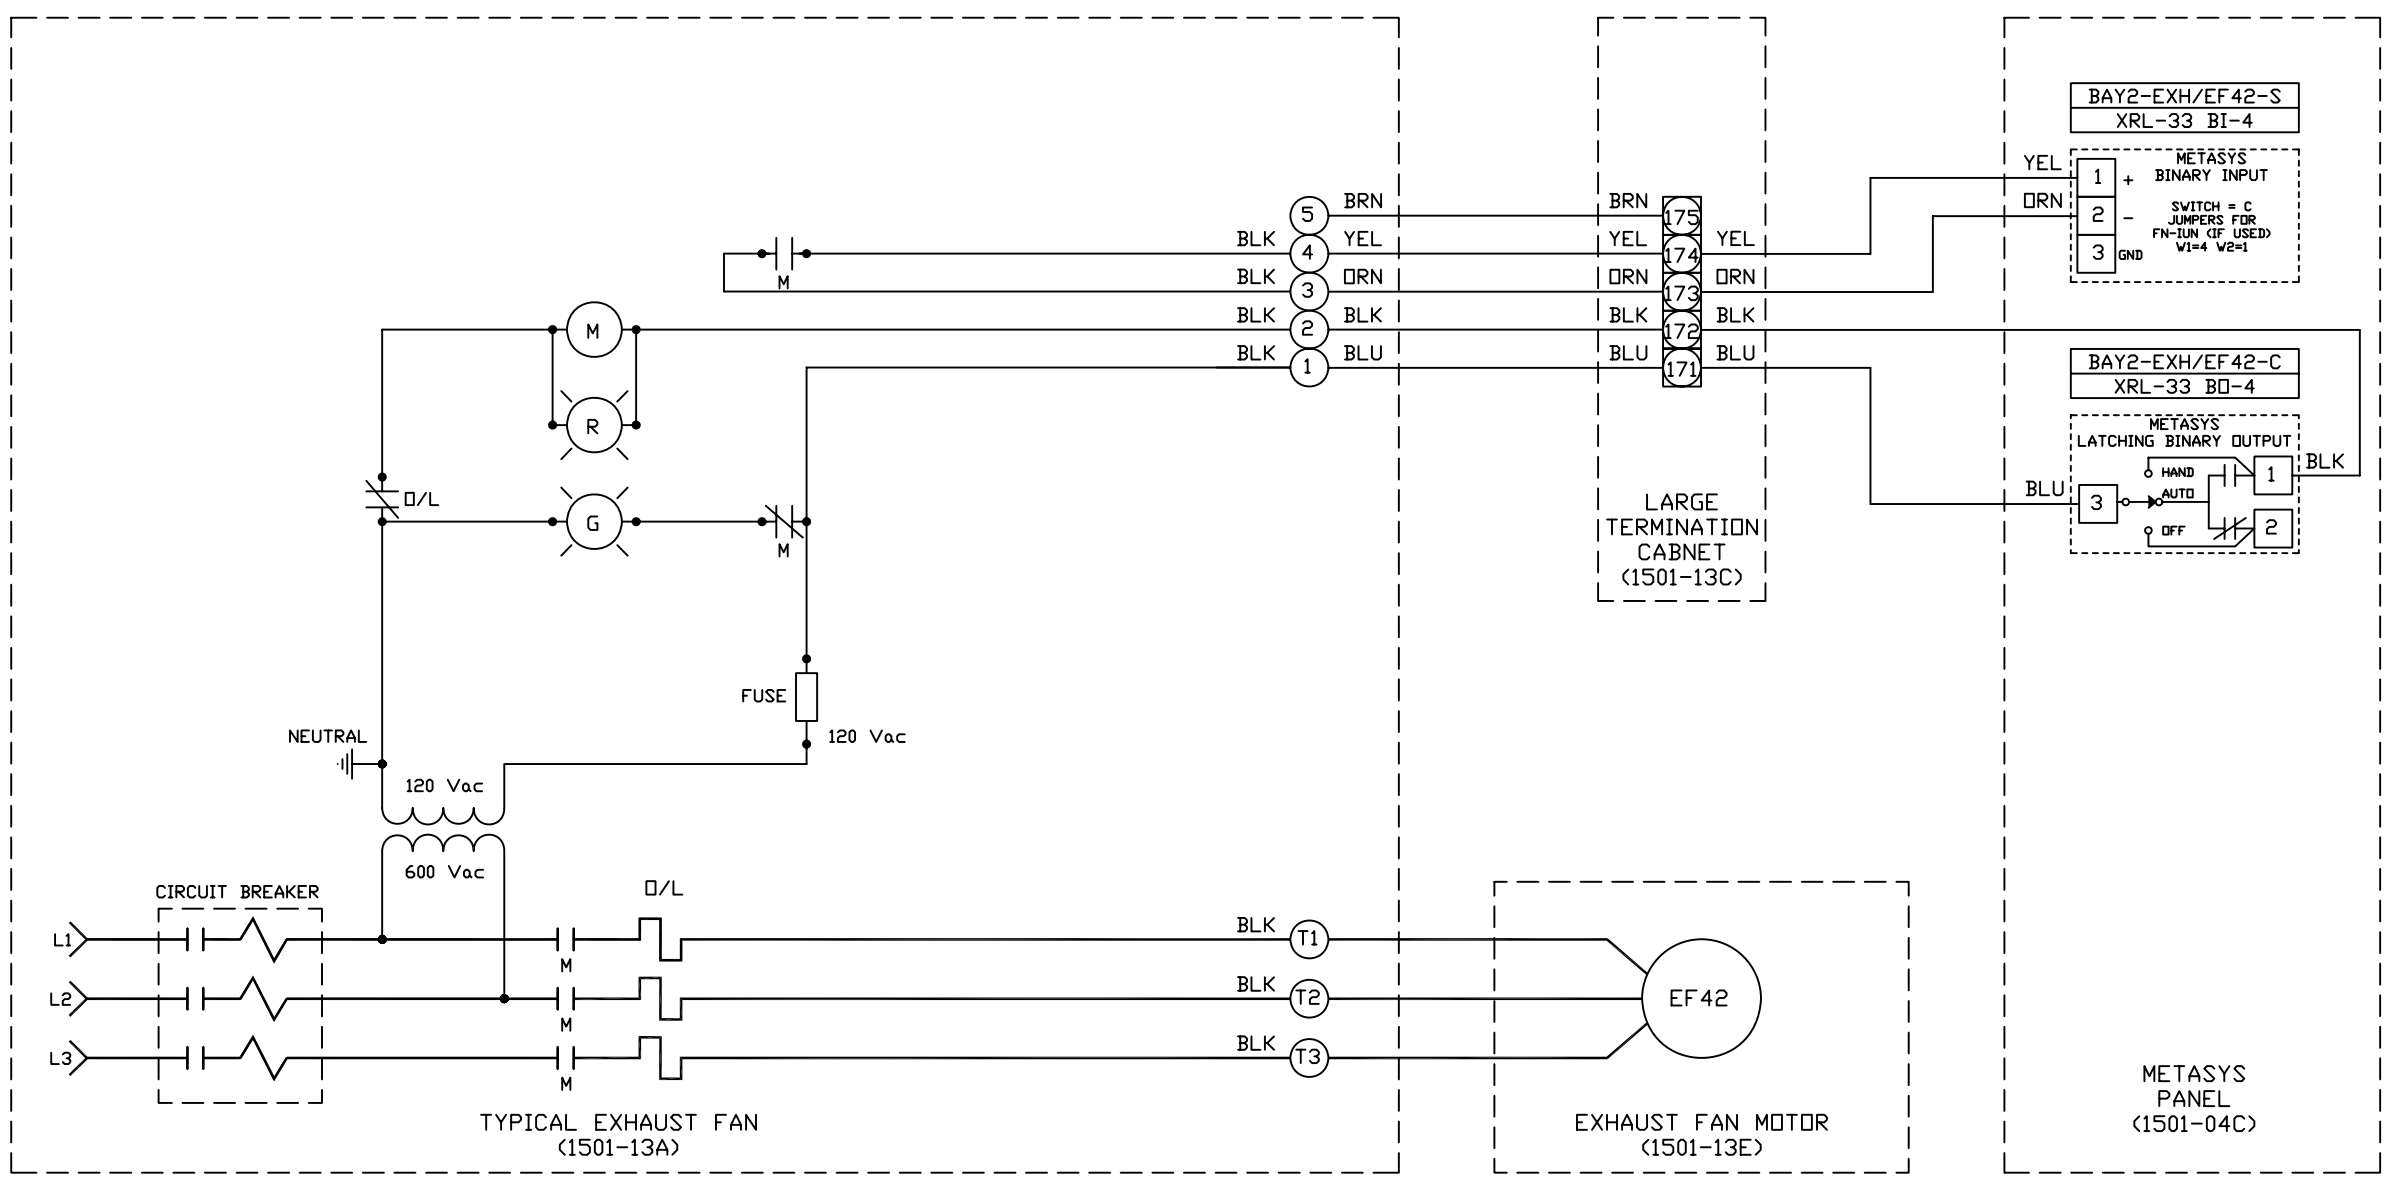 BAY2-EXH/EF42-S
XRL-33 BI-4
METASYS
BINARY INPUT
SWITCH = C
JUMPERS FOR
FN-IUN (IF USED)
W1=4 W2=1
YEL 1 +
ORN 2 -
3 GND
5 BRN BRN 175
BLK 4 YEL YEL 174 YEL
M
BLK 3 ORN ORN 173 ORN
M BLK 2 BLK BLK 172 BLK
BLK 1 BLU BLU 171 BLU
R
BAY2-EXH/EF42-C
XRL-33 BO-4
METASYS
LATCHING BINARY OUTPUT
HAND 1 BLK
BLU 3 AUTO
OFF 2
O/L
G
M
LARGE
TERMINATION
CABNET
(1501-13C)
FUSE
NEUTRAL
120 Vac
120 Vac
600 Vac
CIRCUIT BREAKER
O/L
L1 M BLK T1
L2 M BLK T2
EF42
L3 M BLK T3
TYPICAL EXHAUST FAN
(1501-13A)
EXHAUST FAN MOTOR
(1501-13E)
METASYS
PANEL
(1501-04C)